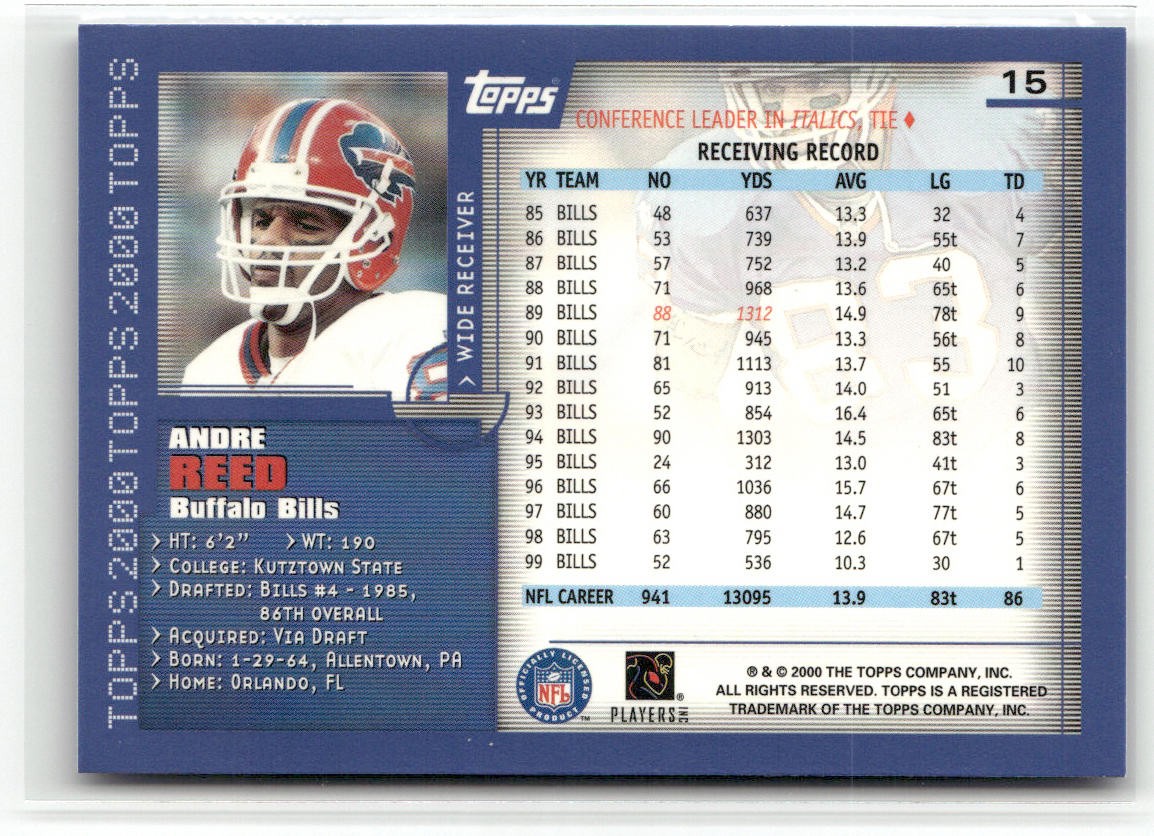 TOPPS2000TOPPS2000TOPPS
TOPPS
WIDE RECEIVER
ANDRE
REED
Buffalo Bills
> HT: 6'2" > WT: 190
> COLLEGE: KUTZTOWN STATE
> DRAFTED: BILLS #4 - 1985,
86TH OVERALL
> ACQUIRED: VIA DRAFT
> BORN: 1-29-64, ALLENTOWN, PA
> HOME: ORLANDO, FL
15
CONFERENCE LEADER IN ITALICS, TIE ♦
RECEIVING RECORD
YR TEAM NO YDS AVG LG TD
85 BILLS 48 637 13.3 32 4
86 BILLS 53 739 13.9 55t 7
87 BILLS 57 752 13.2 40 5
88 BILLS 71 968 13.6 65t 6
89 BILLS 88 1312 14.9 78t 9
90 BILLS 71 945 13.3 56t 8
91 BILLS 81 1113 13.7 55 10
92 BILLS 65 913 14.0 51 3
93 BILLS 52 854 16.4 65t 6
94 BILLS 90 1303 14.5 83t 8
95 BILLS 24 312 13.0 41t 3
96 BILLS 66 1036 15.7 67t 6
97 BILLS 60 880 14.7 77t 5
98 BILLS 63 795 12.6 67t 5
99 BILLS 52 536 10.3 30 1
NFL CAREER 941 13095 13.9 83t 86
OFFICIALLY LICENSED
NFL
PRODUCT ™
PLAYERS INC ®
® & © 2000 THE TOPPS COMPANY, INC.
ALL RIGHTS RESERVED. TOPPS IS A REGISTERED
TRADEMARK OF THE TOPPS COMPANY, INC.
83